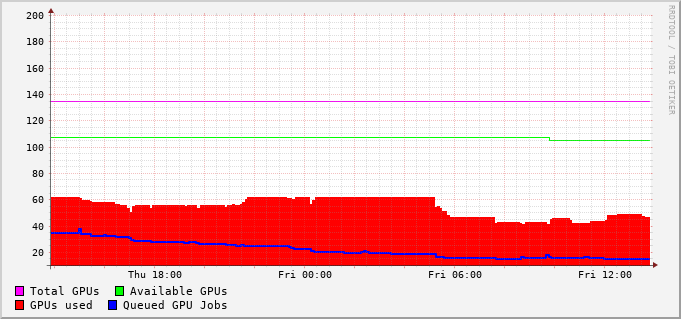 200
180
160
140
120
100
80
60
40
20
Thu 18:00 Fri 00:00 Fri 06:00 Fri 12:00
Total GPUs Available GPUs
GPUs used Queued GPU Jobs
RRDTOOL / TOBI OETIKER